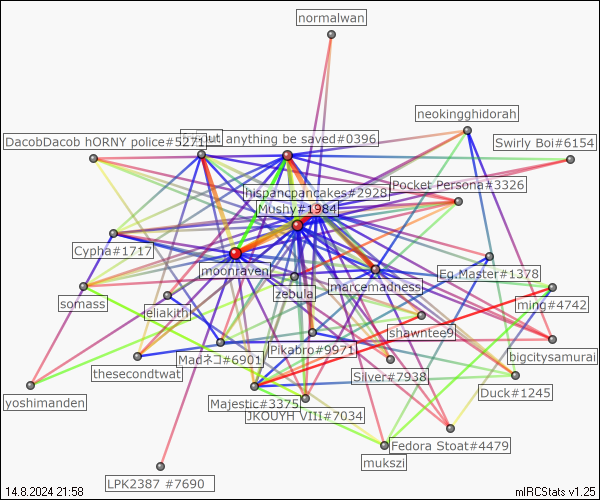 normalwan
neokingghidorah
DacobDacob hORNY police#5271
ut anything be saved#0396
Swirly Boi#6154
Pocket Persona#3326
hispancpancakes#2928
Mushy#1984
Cypha#1717
moonraven
zebula
marcemadness
Eg.Master#1378
somass
eliakith
ming#4742
shawntee9
thesecondtwat
Madネコ#6901
Pikabro#9971
bigcitysamurai
Silver#7938
Duck#1245
yoshimanden
Majestic#3375
JKOUYH VIII#7034
Fedora Stoat#4479
mukszi
LPK2387 #7690
14.8.2024 21:58
mIRCStats v1.25